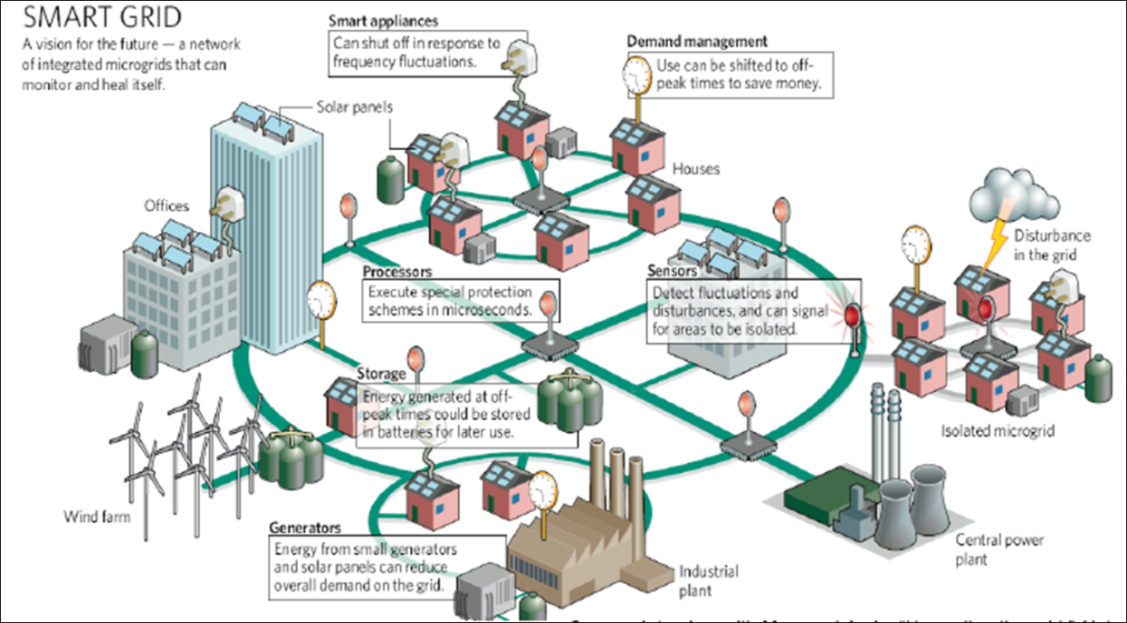 SMART GRID
A vision for the future — a network
of integrated microgrids that can
monitor and heal itself.
Smart appliances
Can shut off in response to
frequency fluctuations.
Demand management
Use can be shifted to off-
peak times to save money.
Solar panels
Houses
Offices
Disturbance
in the grid
Processors
Execute special protection
schemes in microseconds.
Sensors
Detect fluctuations and
disturbances, and can signal
for areas to be isolated.
Storage
Energy generated at off-
peak times could be stored
in batteries for later use.
Isolated microgrid
Wind farm
Generators
Energy from small generators
and solar panels can reduce
overall demand on the grid.
Industrial
plant
Central power
plant